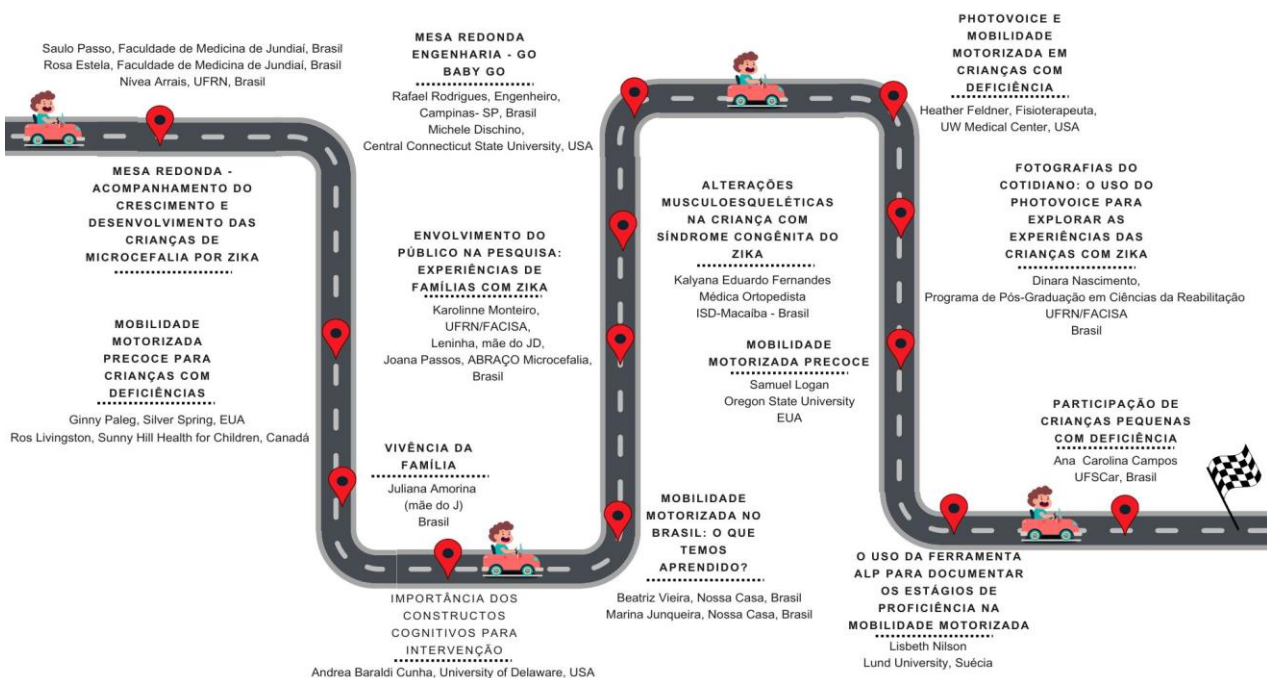 Saulo Passo, Faculdade de Medicina de Jundiaí, Brasil
Rosa Estela, Faculdade de Medicina de Jundiaí, Brasil
Nívea Arrais, UFRN, Brasil
MESA REDONDA -
ACOMPANHAMENTO DO
CRESCIMENTO E
DESENVOLVIMENTO DAS
CRIANÇAS DE
MICROCEFALIA POR ZIKA
MOBILIDADE
MOTORIZADA
PRECOCE PARA
CRIANÇAS COM
DEFICIÊNCIAS
Ginny Paleg, Silver Spring, EUA
Ros Livingston, Sunny Hill Health for Children, Canadá
VIVÊNCIA DA
FAMÍLIA
Juliana Amorina
(mãe do J)
Brasil
IMPORTÂNCIA DOS
CONSTRUCTOS
COGNITIVOS PARA
INTERVENÇÃO
Andrea Baraldi Cunha, University of Delaware, USA
MOBILIDADE
MOTORIZADA NO
BRASIL: O QUE
TEMOS
APRENDIDO?
Beatriz Vieira, Nossa Casa, Brasil
Marina Junqueira, Nossa Casa, Brasil
ENVOLVIMENTO DO
PÚBLICO NA PESQUISA:
EXPERIÊNCIAS DE
FAMÍLIAS COM ZIKA
Karolinne Monteiro,
UFRN/FACISA,
Leninha, mãe do JD,
Joana Passos, ABRAÇO Microcefalia,
Brasil
ALTERAÇÕES
MUSCULOESQUELÉTICAS
NA CRIANÇA COM
SÍNDROME CONGÊNITA DO
ZIKA
Kalyana Eduardo Fernandes
Médica Ortopedista
ISD-Macaíba - Brasil
MESA REDONDA
ENGENHARIA - GO
BABY GO
Rafael Rodrigues, Engenheiro,
Campinas- SP, Brasil
Michele Dischino,
Central Connecticut State University, USA
PHOTOVOICE E
MOBILIDADE
MOTORIZADA EM
CRIANÇAS COM
DEFICIÊNCIA
Heather Feldner, Fisioterapeuta,
UW Medical Center, USA
FOTOGRAFIAS DO
COTIDIANO: O USO DO
PHOTOVOICE PARA
EXPLORAR AS
EXPERIÊNCIAS DAS
CRIANÇAS COM ZIKA
Dinara Nascimento,
Programa de Pós-Graduação em Ciências da Reabilitação
UFRN/FACISA
Brasil
MOBILIDADE
MOTORIZADA PRECOCE
Samuel Logan
Oregon State University
EUA
O USO DA FERRAMENTA
ALP PARA DOCUMENTAR
OS ESTÁGIOS DE
PROFICIÊNCIA NA
MOBILIDADE MOTORIZADA
Lisbeth Nilson
Lund University, Suécia
PARTICIPAÇÃO DE
CRIANÇAS PEQUENAS
COM DEFICIÊNCIA
Ana Carolina Campos
UFSCar, Brasil